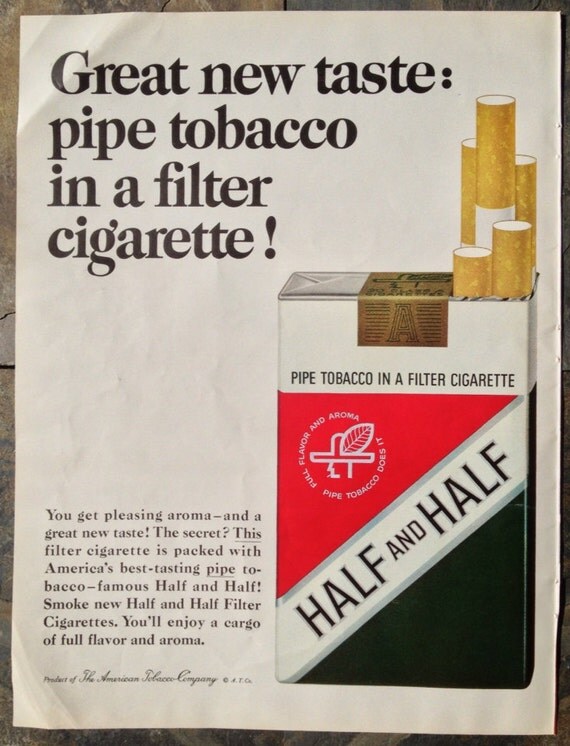 Great new taste:
pipe tobacco
in a filter
cigarette!
A
PIPE TOBACCO IN A FILTER CIGARETTE
FULL FLAVOR AND AROMA
PIPE TOBACCO DOES IT
HALF AND HALF
You get pleasing aroma—and a
great new taste! The secret? This
filter cigarette is packed with
America's best-tasting pipe to-
bacco—famous Half and Half!
Smoke new Half and Half Filter
Cigarettes. You'll enjoy a cargo
of full flavor and aroma.
Product of The American Tobacco Company © A.T.Co.